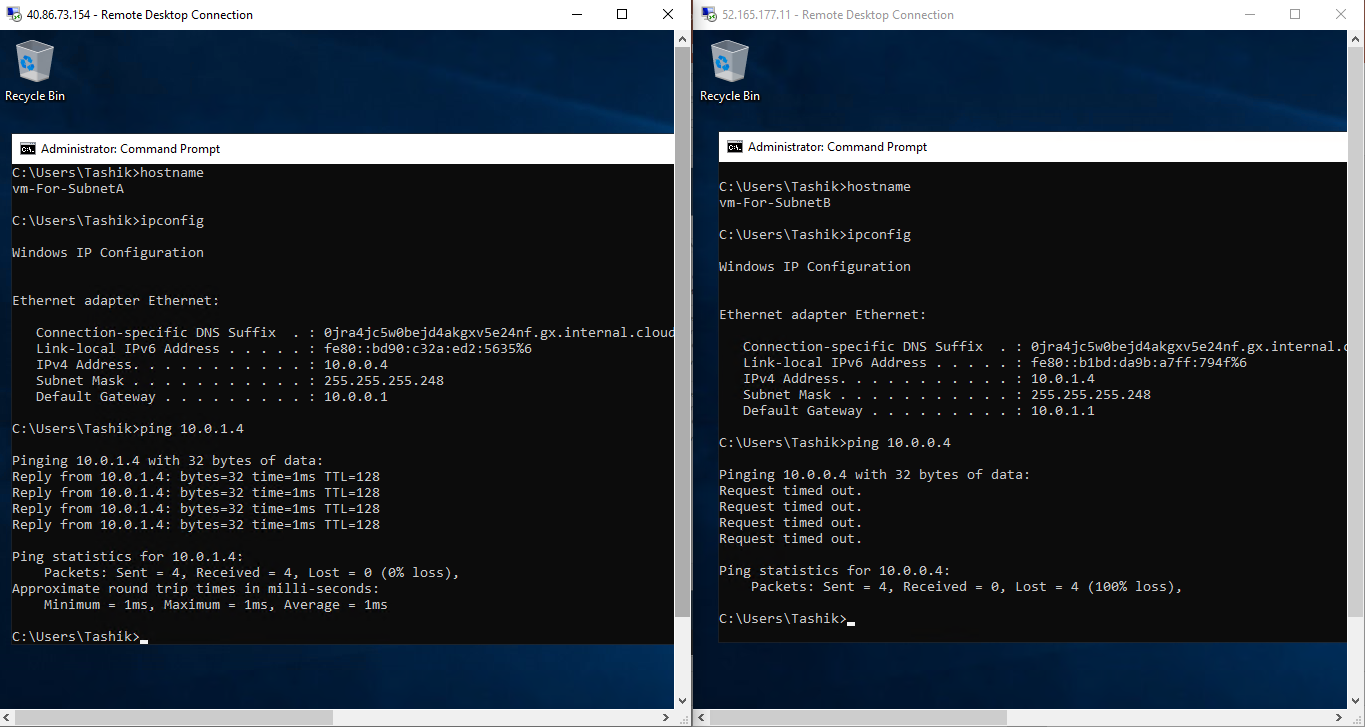 40.86.73.154 - Remote Desktop Connection
Recycle Bin
Administrator: Command Prompt
C:\Users\Tashik>hostname
vm-For-SubnetA
C:\Users\Tashik>ipconfig
Windows IP Configuration
Ethernet adapter Ethernet:
Connection-specific DNS Suffix . : 0jra4jc5w0bejd4akgxv5e24nf.gx.internal.cloud
Link-local IPv6 Address . . . . . : fe80::bd90:c32a:ed2:5635%6
IPv4 Address. . . . . . . . . . . : 10.0.0.4
Subnet Mask . . . . . . . . . . . : 255.255.255.248
Default Gateway . . . . . . . . . : 10.0.0.1
C:\Users\Tashik>ping 10.0.1.4
Pinging 10.0.1.4 with 32 bytes of data:
Reply from 10.0.1.4: bytes=32 time=1ms TTL=128
Reply from 10.0.1.4: bytes=32 time=1ms TTL=128
Reply from 10.0.1.4: bytes=32 time=1ms TTL=128
Reply from 10.0.1.4: bytes=32 time=1ms TTL=128
Ping statistics for 10.0.1.4:
Packets: Sent = 4, Received = 4, Lost = 0 (0% loss),
Approximate round trip times in milli-seconds:
Minimum = 1ms, Maximum = 1ms, Average = 1ms
C:\Users\Tashik>
52.165.177.11 - Remote Desktop Connection
Recycle Bin
Administrator: Command Prompt
C:\Users\Tashik>hostname
vm-For-SubnetB
C:\Users\Tashik>ipconfig
Windows IP Configuration
Ethernet adapter Ethernet:
Connection-specific DNS Suffix . : 0jra4jc5w0bejd4akgxv5e24nf.gx.internal.c
Link-local IPv6 Address . . . . . : fe80::b1bd:da9b:a7ff:794f%6
IPv4 Address. . . . . . . . . . . : 10.0.1.4
Subnet Mask . . . . . . . . . . . : 255.255.255.248
Default Gateway . . . . . . . . . : 10.0.1.1
C:\Users\Tashik>ping 10.0.0.4
Pinging 10.0.0.4 with 32 bytes of data:
Request timed out.
Request timed out.
Request timed out.
Request timed out.
Ping statistics for 10.0.0.4:
Packets: Sent = 4, Received = 0, Lost = 4 (100% loss),
C:\Users\Tashik>